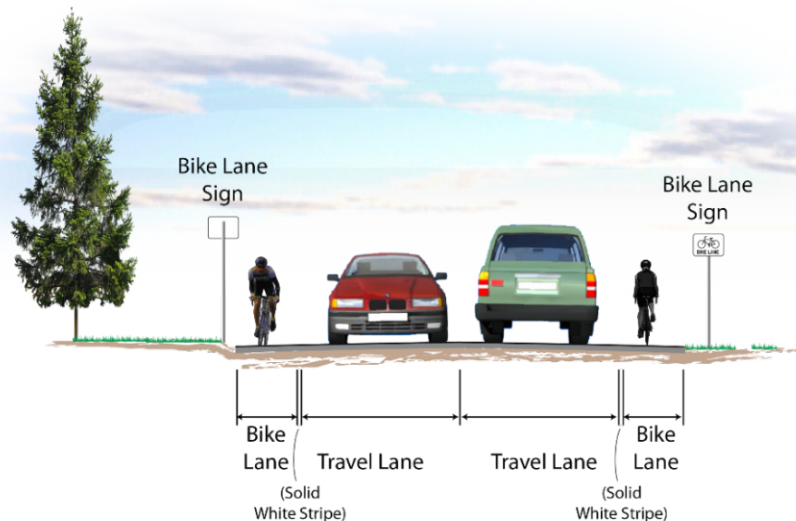 Bike Lane
Sign
Bike Lane
Sign
BIKE LANE
Bike
Lane
Travel Lane
Travel Lane
Bike
Lane
(Solid
White Stripe)
(Solid
White Stripe)